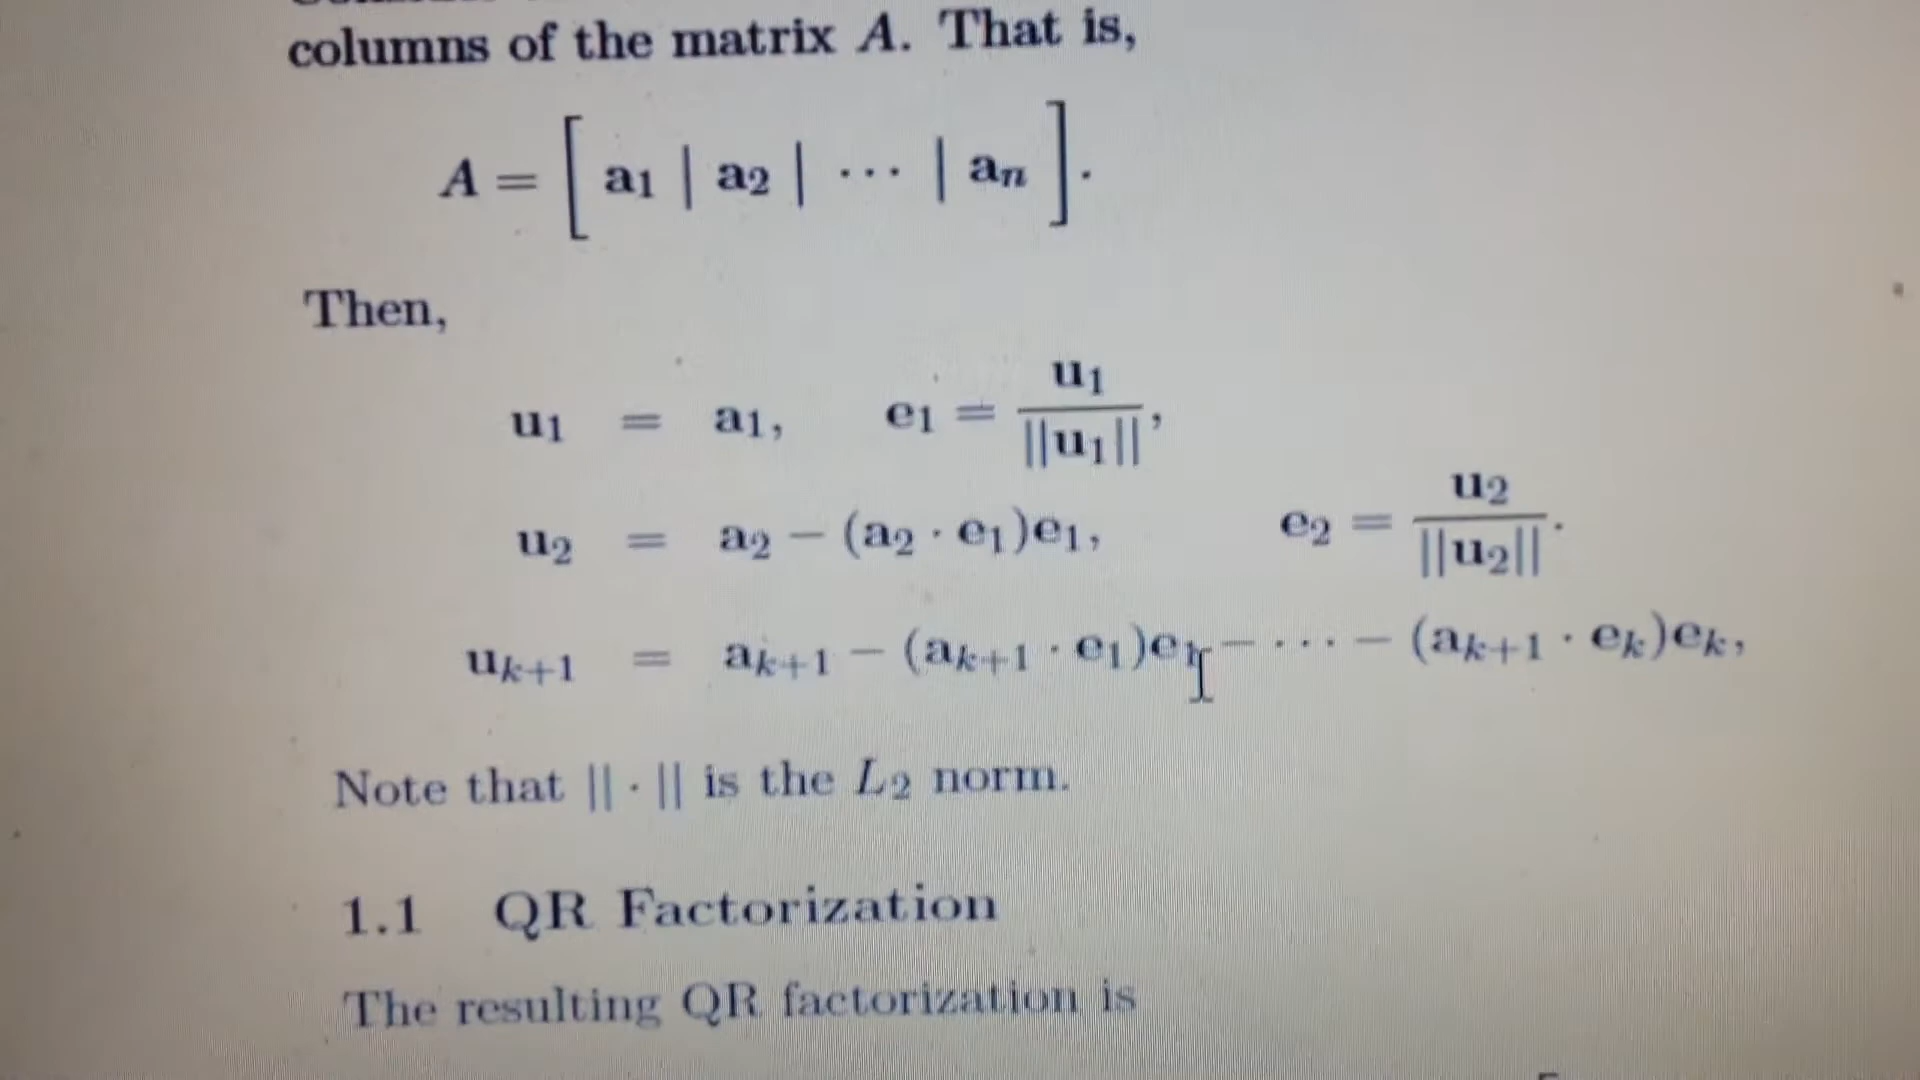 columns of the matrix A. That is,
A = [ a1 | a2 | ··· | an ].
Then,
u1 = a1, e1 = u1 / ||u1||,
u2 = a2 − (a2 · e1)e1, e2 = u2 / ||u2||.
uk+1 = ak+1 − (ak+1 · e1)e1 − ··· − (ak+1 · ek)ek,
Note that || · || is the L2 norm.
1.1 QR Factorization
The resulting QR factorization is